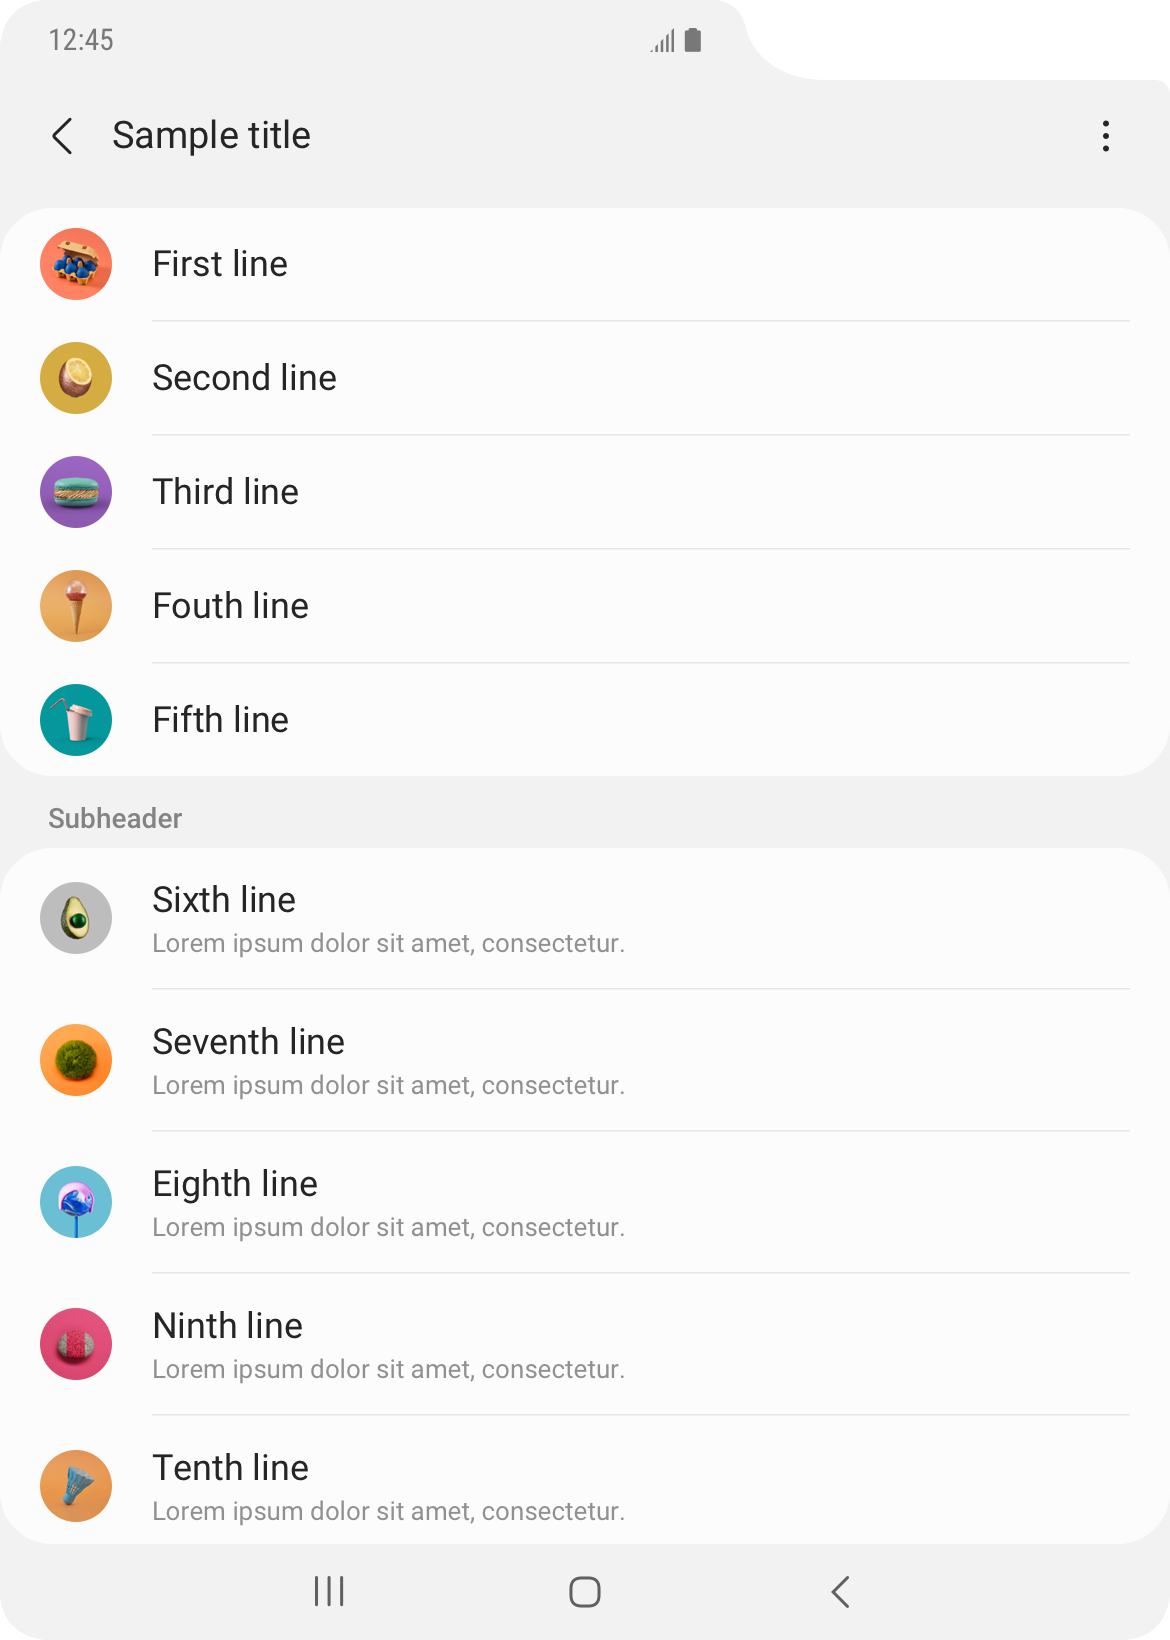 12:45
Sample title
First line
Second line
Third line
Fouth line
Fifth line
Subheader
Sixth line
Lorem ipsum dolor sit amet, consectetur.
Seventh line
Lorem ipsum dolor sit amet, consectetur.
Eighth line
Lorem ipsum dolor sit amet, consectetur.
Ninth line
Lorem ipsum dolor sit amet, consectetur.
Tenth line
Lorem ipsum dolor sit amet, consectetur.